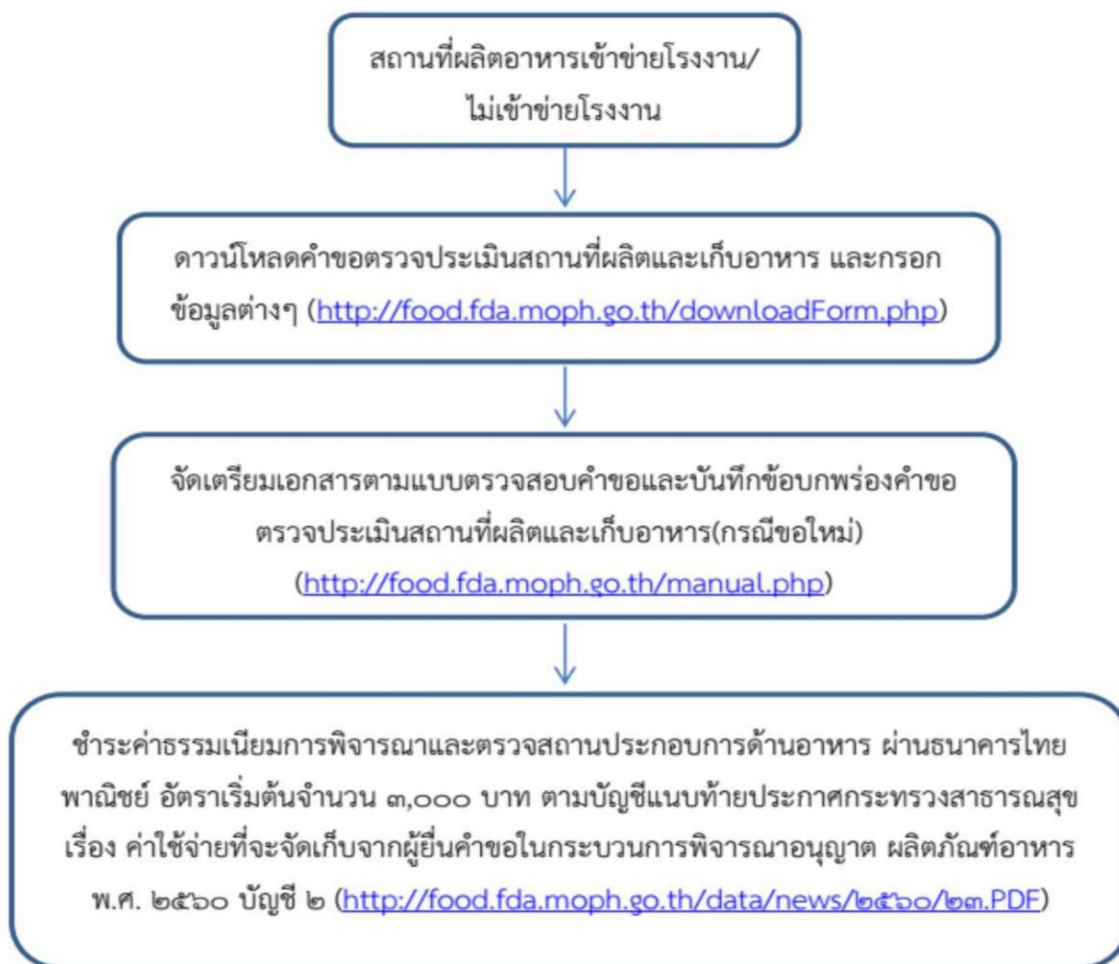 สถานที่ผลิตอาหารเข้าข่ายโรงงาน/
ไม่เข้าข่ายโรงงาน
ดาวน์โหลดคำขอตรวจประเมินสถานที่ผลิตและเก็บอาหาร และกรอก
ข้อมูลต่างๆ (http://food.fda.moph.go.th/downloadForm.php)
จัดเตรียมเอกสารตามแบบตรวจสอบคำขอและบันทึกข้อบกพร่องคำขอ
ตรวจประเมินสถานที่ผลิตและเก็บอาหาร(กรณีขอใหม่)
(http://food.fda.moph.go.th/manual.php)
ชำระค่าธรรมเนียมการพิจารณาและตรวจสถานประกอบการด้านอาหาร ผ่านธนาคารไทย
พาณิชย์ อัตราเริ่มต้นจำนวน ๓,๐๐๐ บาท ตามบัญชีแนบท้ายประกาศกระทรวงสาธารณสุข
เรื่อง ค่าใช้จ่ายที่จะจัดเก็บจากผู้ยื่นคำขอในกระบวนการพิจารณาอนุญาต ผลิตภัณฑ์อาหาร
พ.ศ. ๒๕๖๐ บัญชี ๒ (http://food.fda.moph.go.th/data/news/๒๕๖๐/๒๓.PDF)